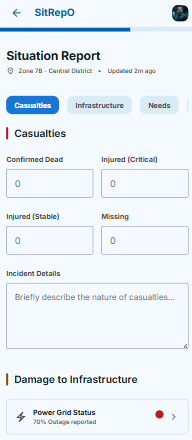 SitRepO
Situation Report
Zone 7B - Central District • Updated 2m ago
Casualties Infrastructure Needs
Casualties
Confirmed Dead Injured (Critical)
0 0
Injured (Stable) Missing
0 0
Incident Details
Briefly describe the nature of casualties...
Damage to Infrastructure
Power Grid Status
70% Outage reported